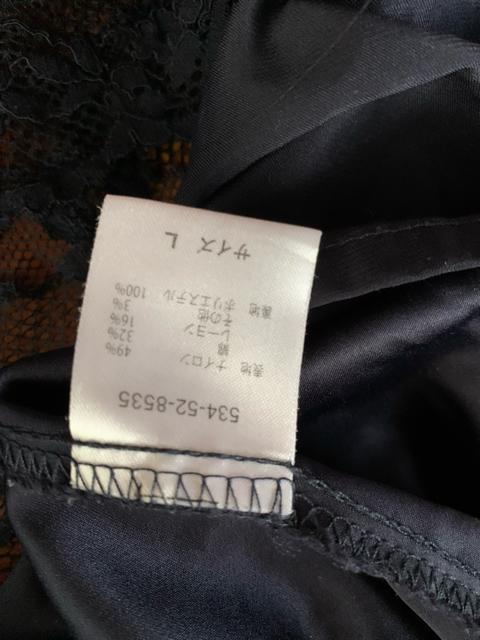 534-52-8535
表地 ナイロン 49%
綿 32%
レーヨン 16%
その他 3%
裏地 ポリエステル 100%
サイズ L